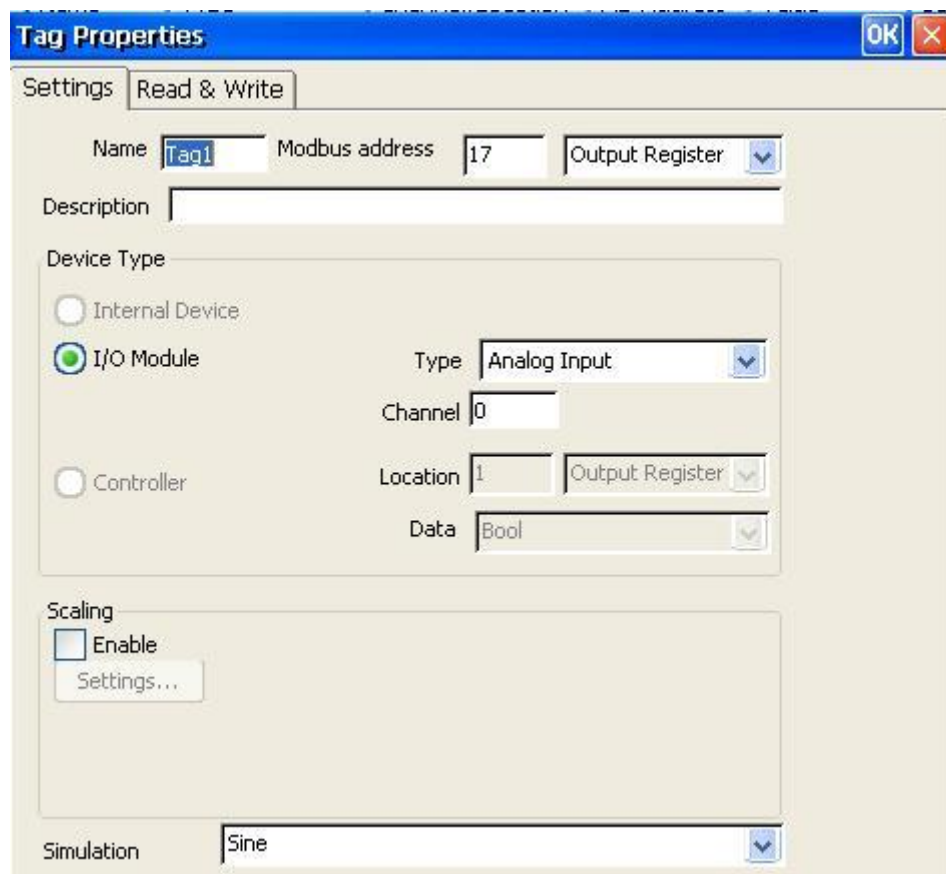 Tag Properties OK
Settings Read & Write
Name Tag1 Modbus address 17 Output Register
Description
Device Type
Internal Device
I/O Module Type Analog Input
Channel 0
Controller Location 1 Output Register
Data Bool
Scaling
Enable
Settings...
Simulation Sine